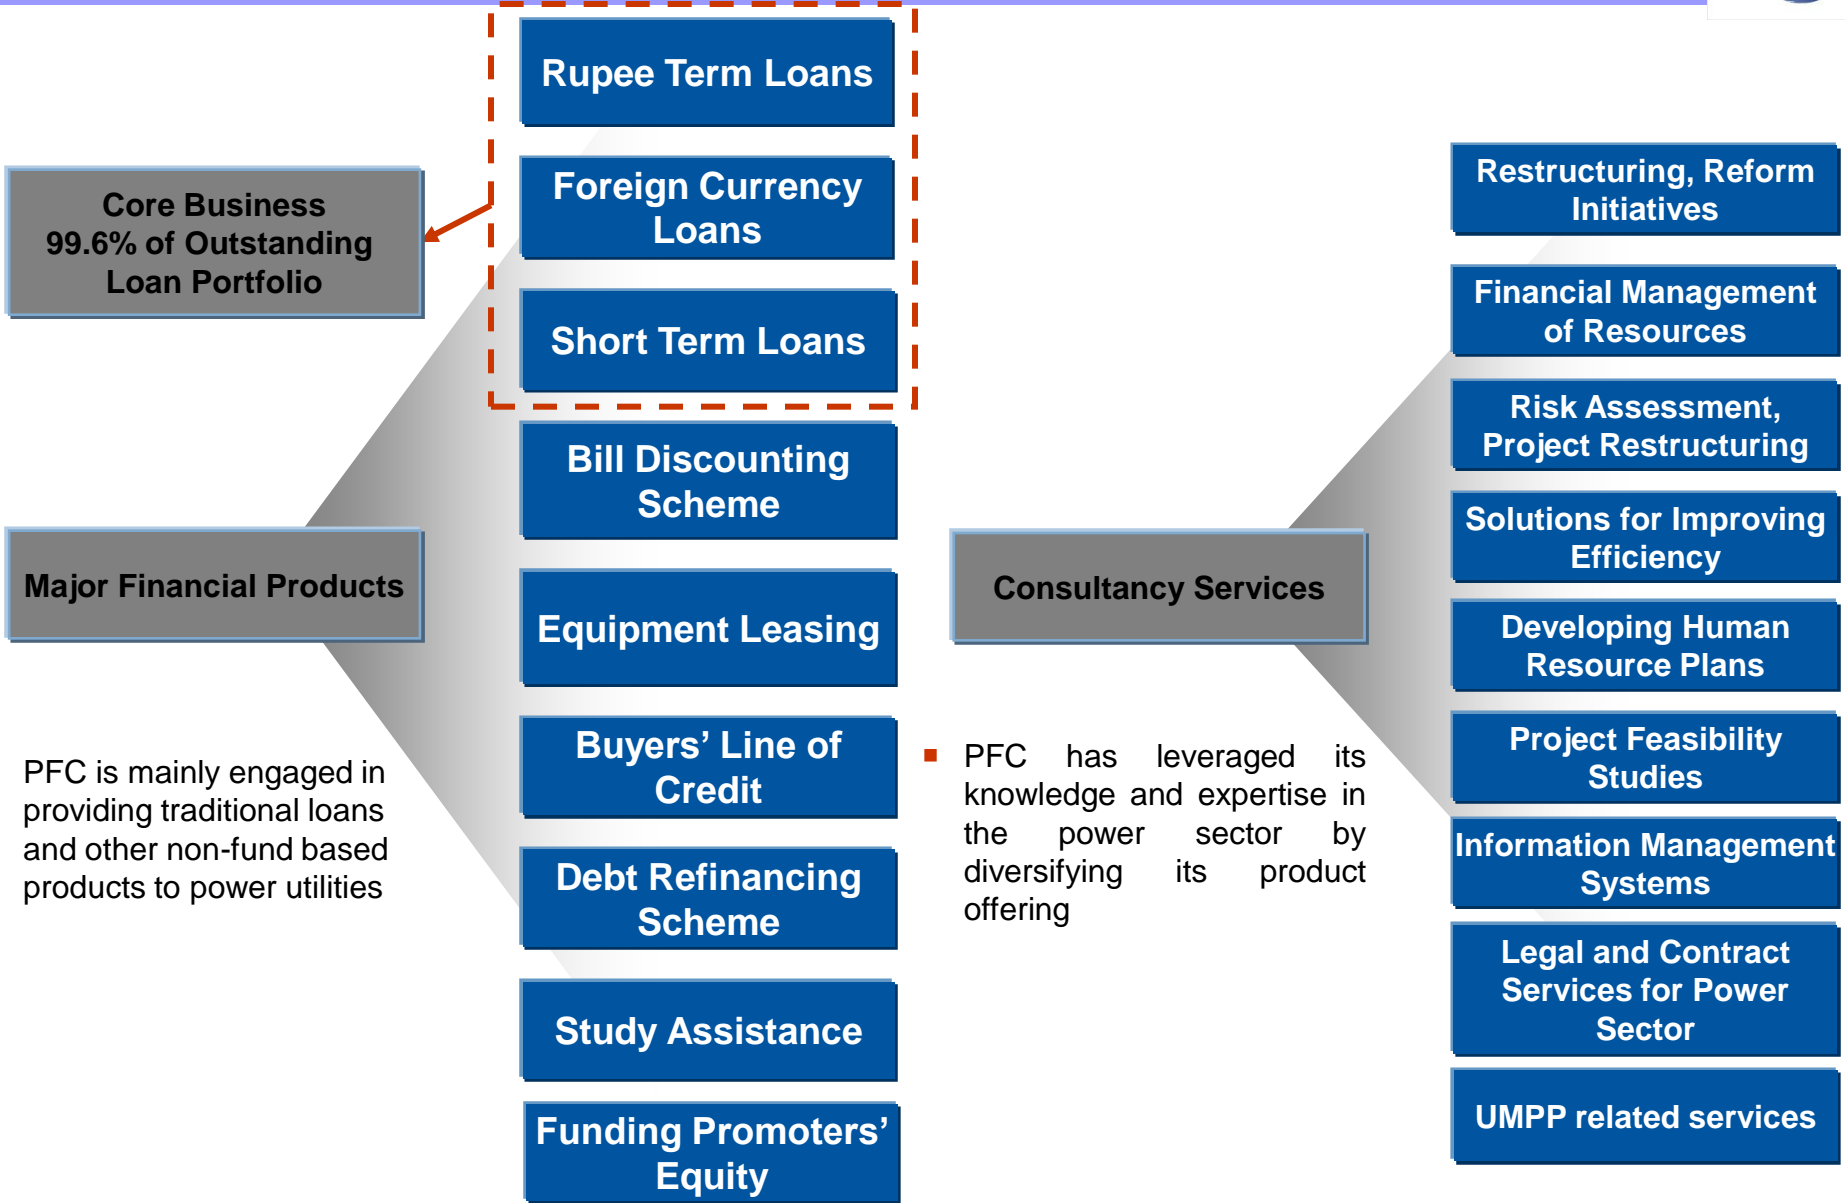 Rupee Term Loans
Foreign Currency
Loans
Short Term Loans
Core Business
99.6% of Outstanding
Loan Portfolio
Bill Discounting
Scheme
Major Financial Products
Equipment Leasing
Buyers’ Line of
Credit
Debt Refinancing
Scheme
Study Assistance
Funding Promoters’
Equity
PFC is mainly engaged in
providing traditional loans
and other non-fund based
products to power utilities
Consultancy Services
▪ PFC has leveraged its
knowledge and expertise in
the power sector by
diversifying its product
offering
Restructuring, Reform
Initiatives
Financial Management
of Resources
Risk Assessment,
Project Restructuring
Solutions for Improving
Efficiency
Developing Human
Resource Plans
Project Feasibility
Studies
Information Management
Systems
Legal and Contract
Services for Power
Sector
UMPP related services